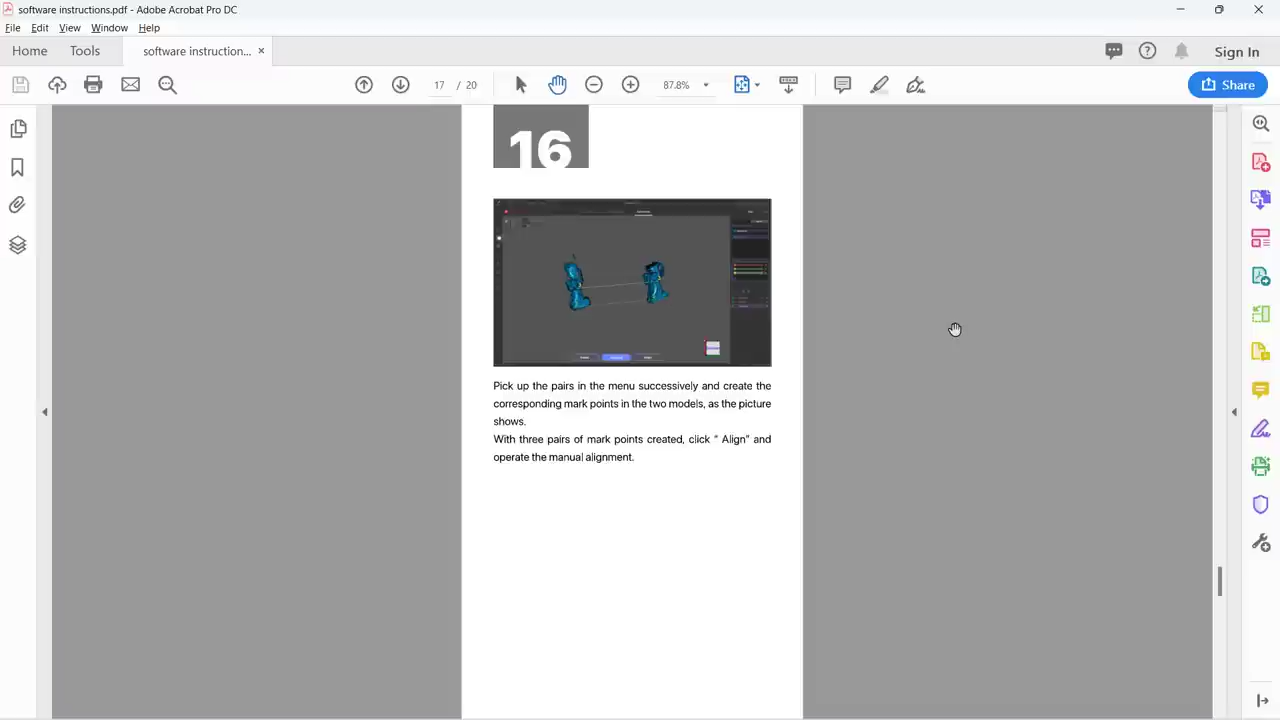 software instructions.pdf - Adobe Acrobat Pro DC
File Edit View Window Help
Home Tools software instruction... ×
Sign In
17 / 20 87.8% Share
16
Pick up the pairs in the menu successively and create the
corresponding mark points in the two models, as the picture
shows.
With three pairs of mark points created, click “ Align” and
operate the manual alignment.